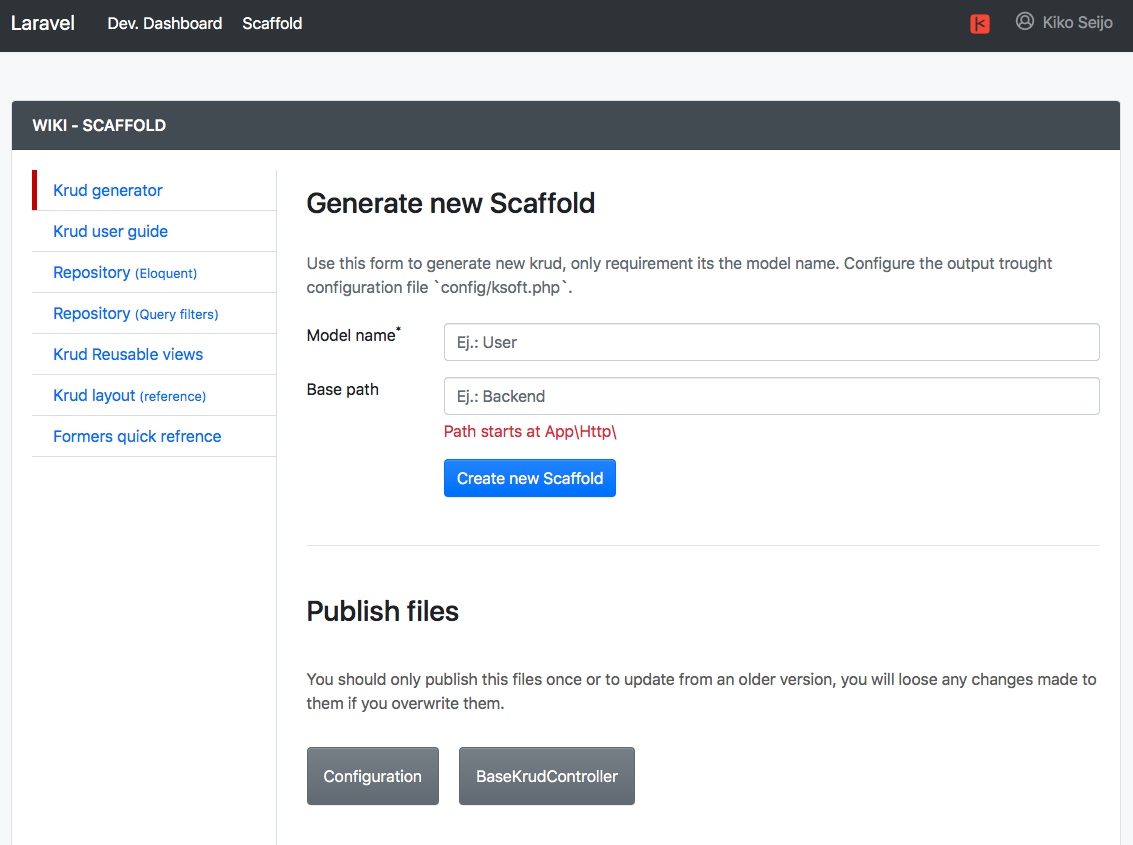 Laravel
Dev. Dashboard
Scaffold
Kiko Seijo
WIKI - SCAFFOLD
Krud generator
Krud user guide
Repository (Eloquent)
Repository (Query filters)
Krud Reusable views
Krud layout (reference)
Formers quick refrence
Generate new Scaffold
Use this form to generate new krud, only requirement its the model name. Configure the output trought
configuration file `config/ksoft.php`.
Model name*
Ej.: User
Base path
Ej.: Backend
Path starts at App\Http\
Create new Scaffold
Publish files
You should only publish this files once or to update from an older version, you will loose any changes made to
them if you overwrite them.
Configuration
BaseKrudController